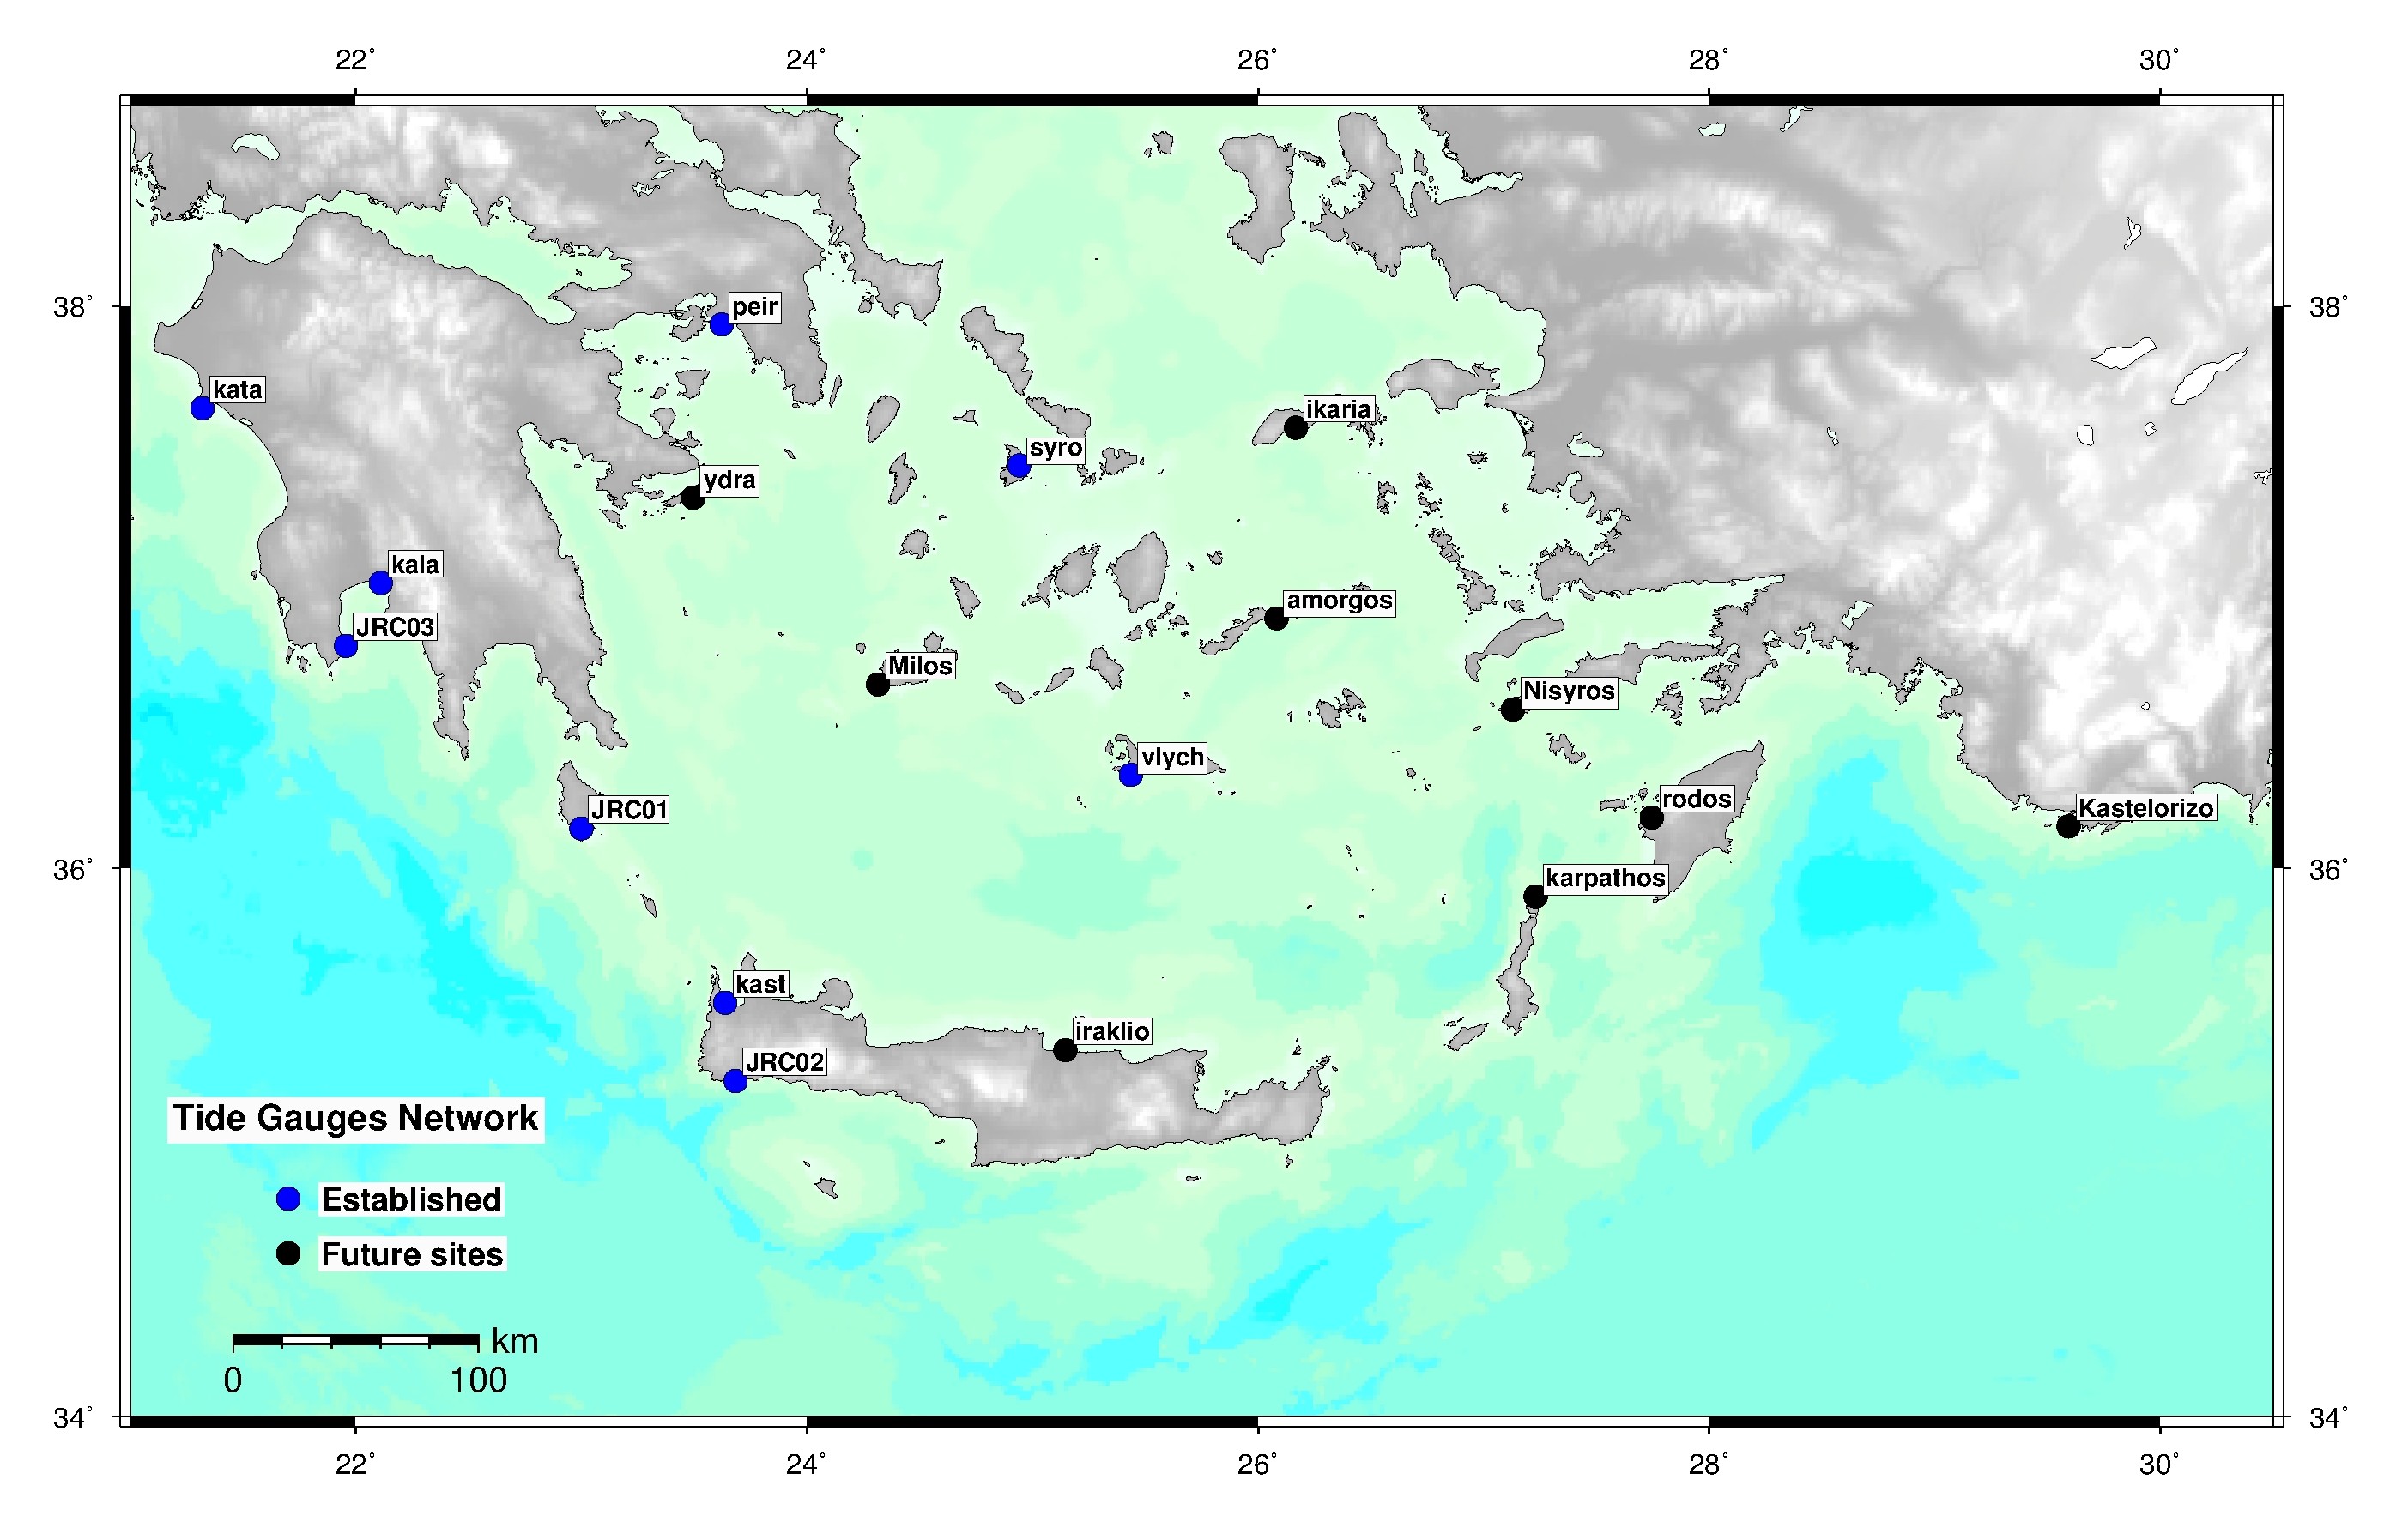 22° 24° 26° 28° 30°
38° 38°
peir
kata
ikaria
syro
ydra
kala
amorgos
JRC03
Milos
Nisyros
vlych
rodos
JRC01
Kastelorizo
36° 36°
karpathos
kast
iraklio
JRC02
Tide Gauges Network
Established
Future sites
km
0 100
34° 34°
22° 24° 26° 28° 30°